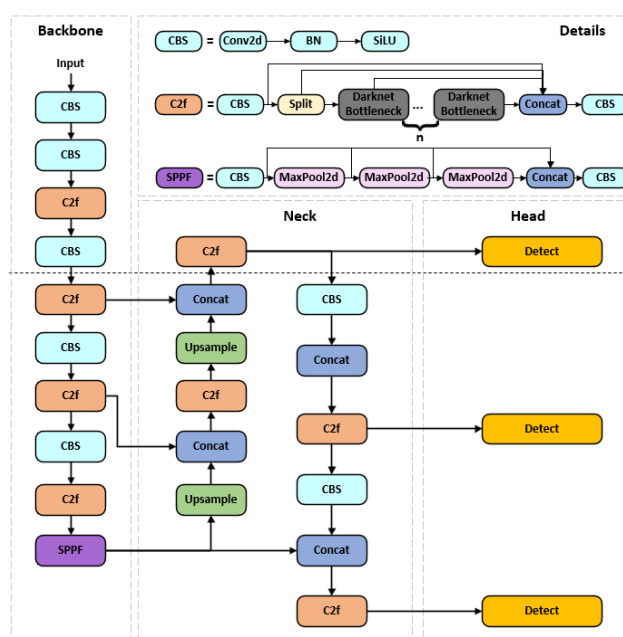 Backbone
Input
CBS
CBS
C2f
CBS
C2f
CBS
C2f
CBS
C2f
SPPF
Details
CBS = Conv2d BN SiLU
C2f = CBS Split Darknet Bottleneck ... Darknet Bottleneck Concat CBS
n
SPPF = CBS MaxPool2d MaxPool2d MaxPool2d Concat CBS
Neck
C2f
Concat
Upsample
C2f
Concat
Upsample
CBS
Concat
C2f
CBS
Concat
C2f
Head
Detect
Detect
Detect